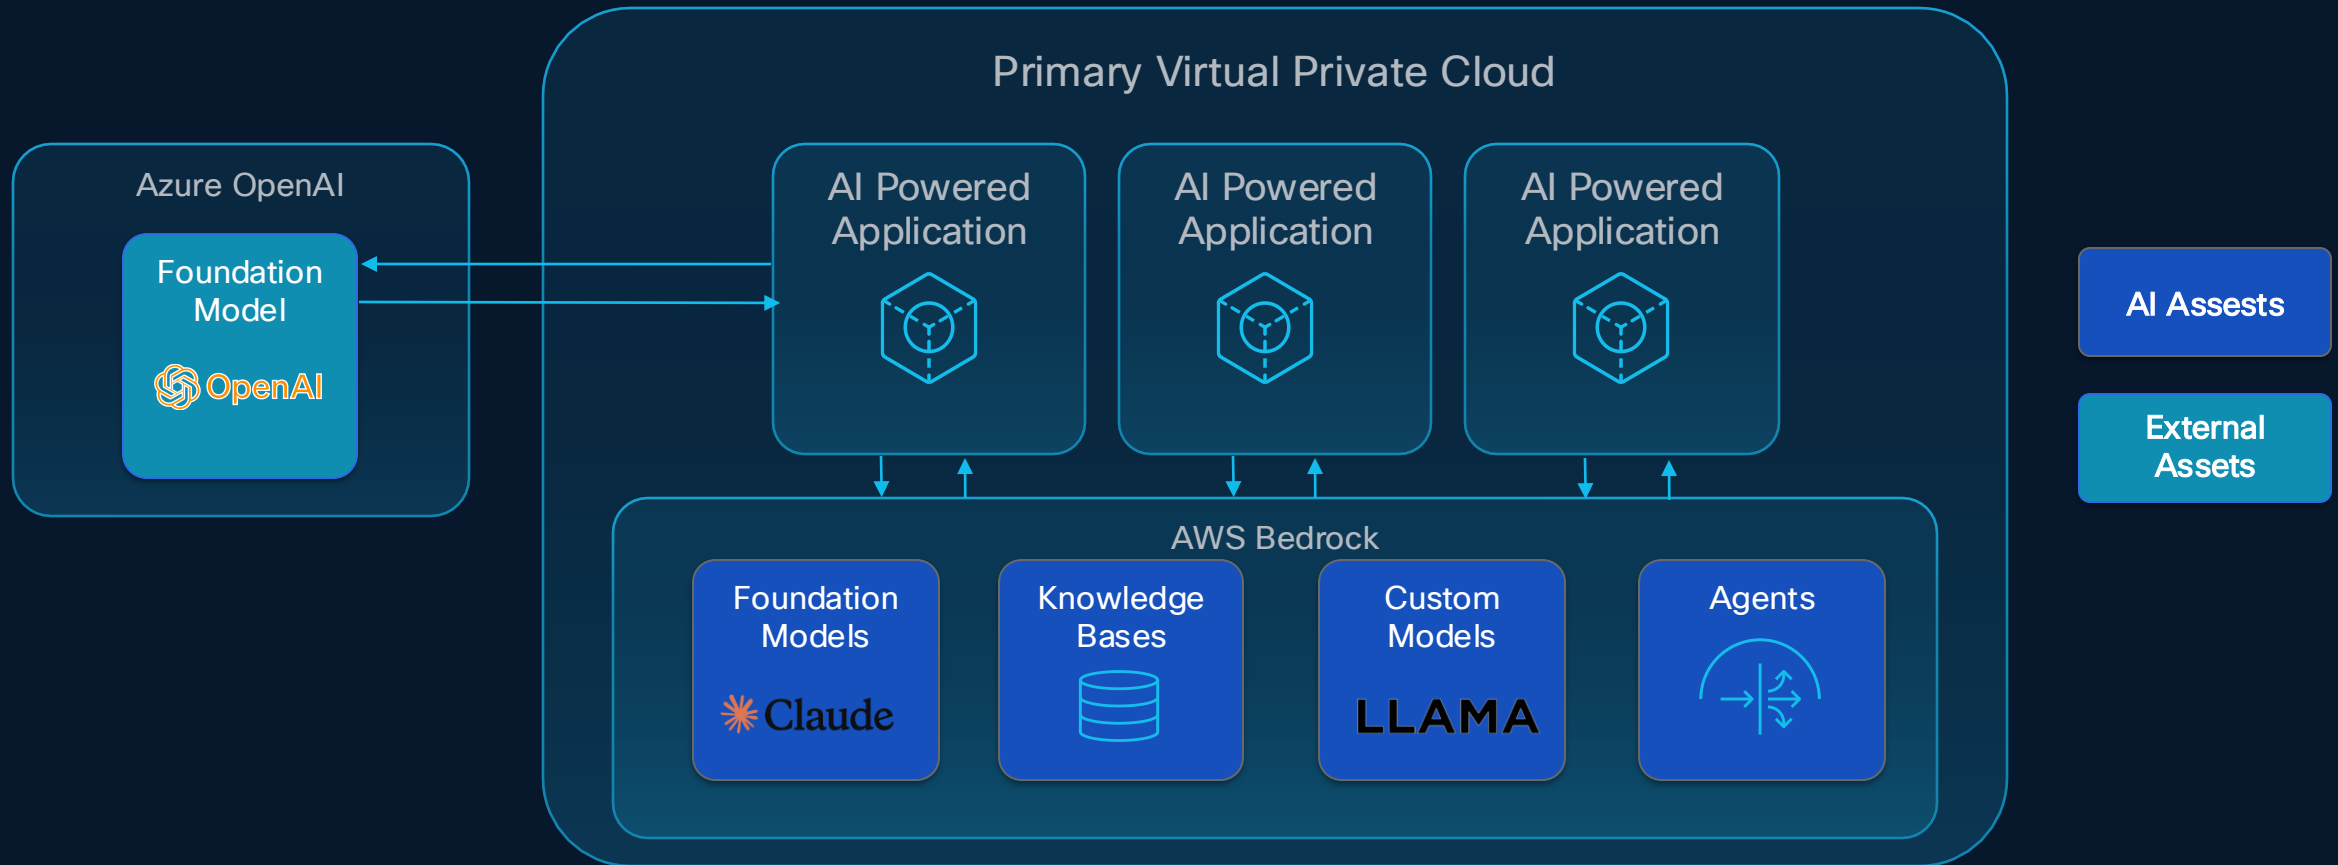 Primary Virtual Private Cloud
Azure OpenAI
Foundation
Model
OpenAI
AI Powered
Application
AI Powered
Application
AI Powered
Application
AI Assests
External
Assets
AWS Bedrock
Foundation
Models
Claude
Knowledge
Bases
Custom
Models
LLAMA
Agents